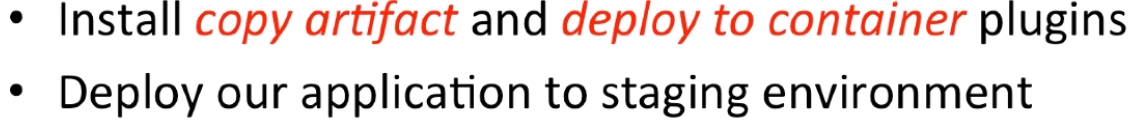 • Install copy artifact and deploy to container plugins
• Deploy our application to staging environment